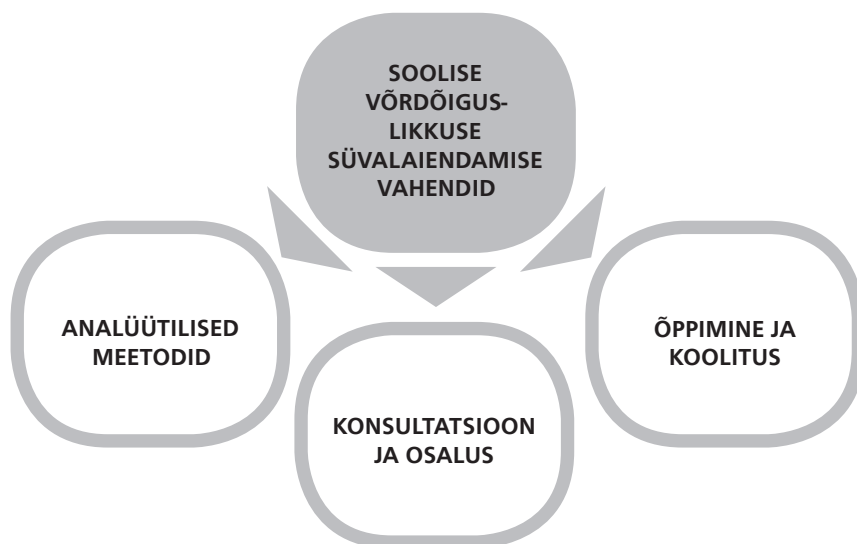 SOOLISE
VÕRDÕIGUS-
LIKKUSE
SÜVALAIENDAMISE
VAHENDID
ANALÜÜTILISED
MEETODID
KONSULTATSIOON
JA OSALUS
ÕPPIMINE JA
KOOLITUS